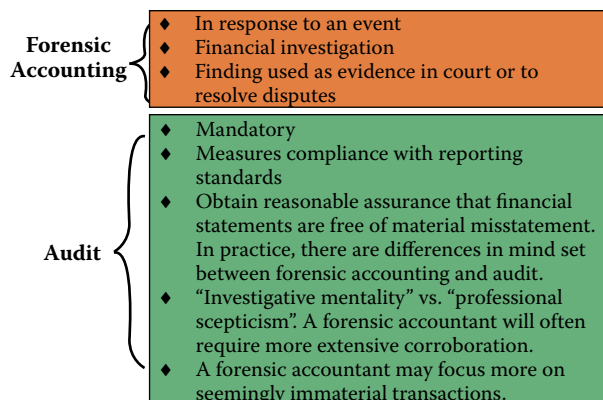 Forensic
Accounting
♦ In response to an event
♦ Financial investigation
♦ Finding used as evidence in court or to
resolve disputes
Audit
♦ Mandatory
♦ Measures compliance with reporting
standards
♦ Obtain reasonable assurance that financial
statements are free of material misstatement.
In practice, there are differences in mind set
between forensic accounting and audit.
♦ “Investigative mentality” vs. “professional
scepticism”. A forensic accountant will often
require more extensive corroboration.
♦ A forensic accountant may focus more on
seemingly immaterial transactions.